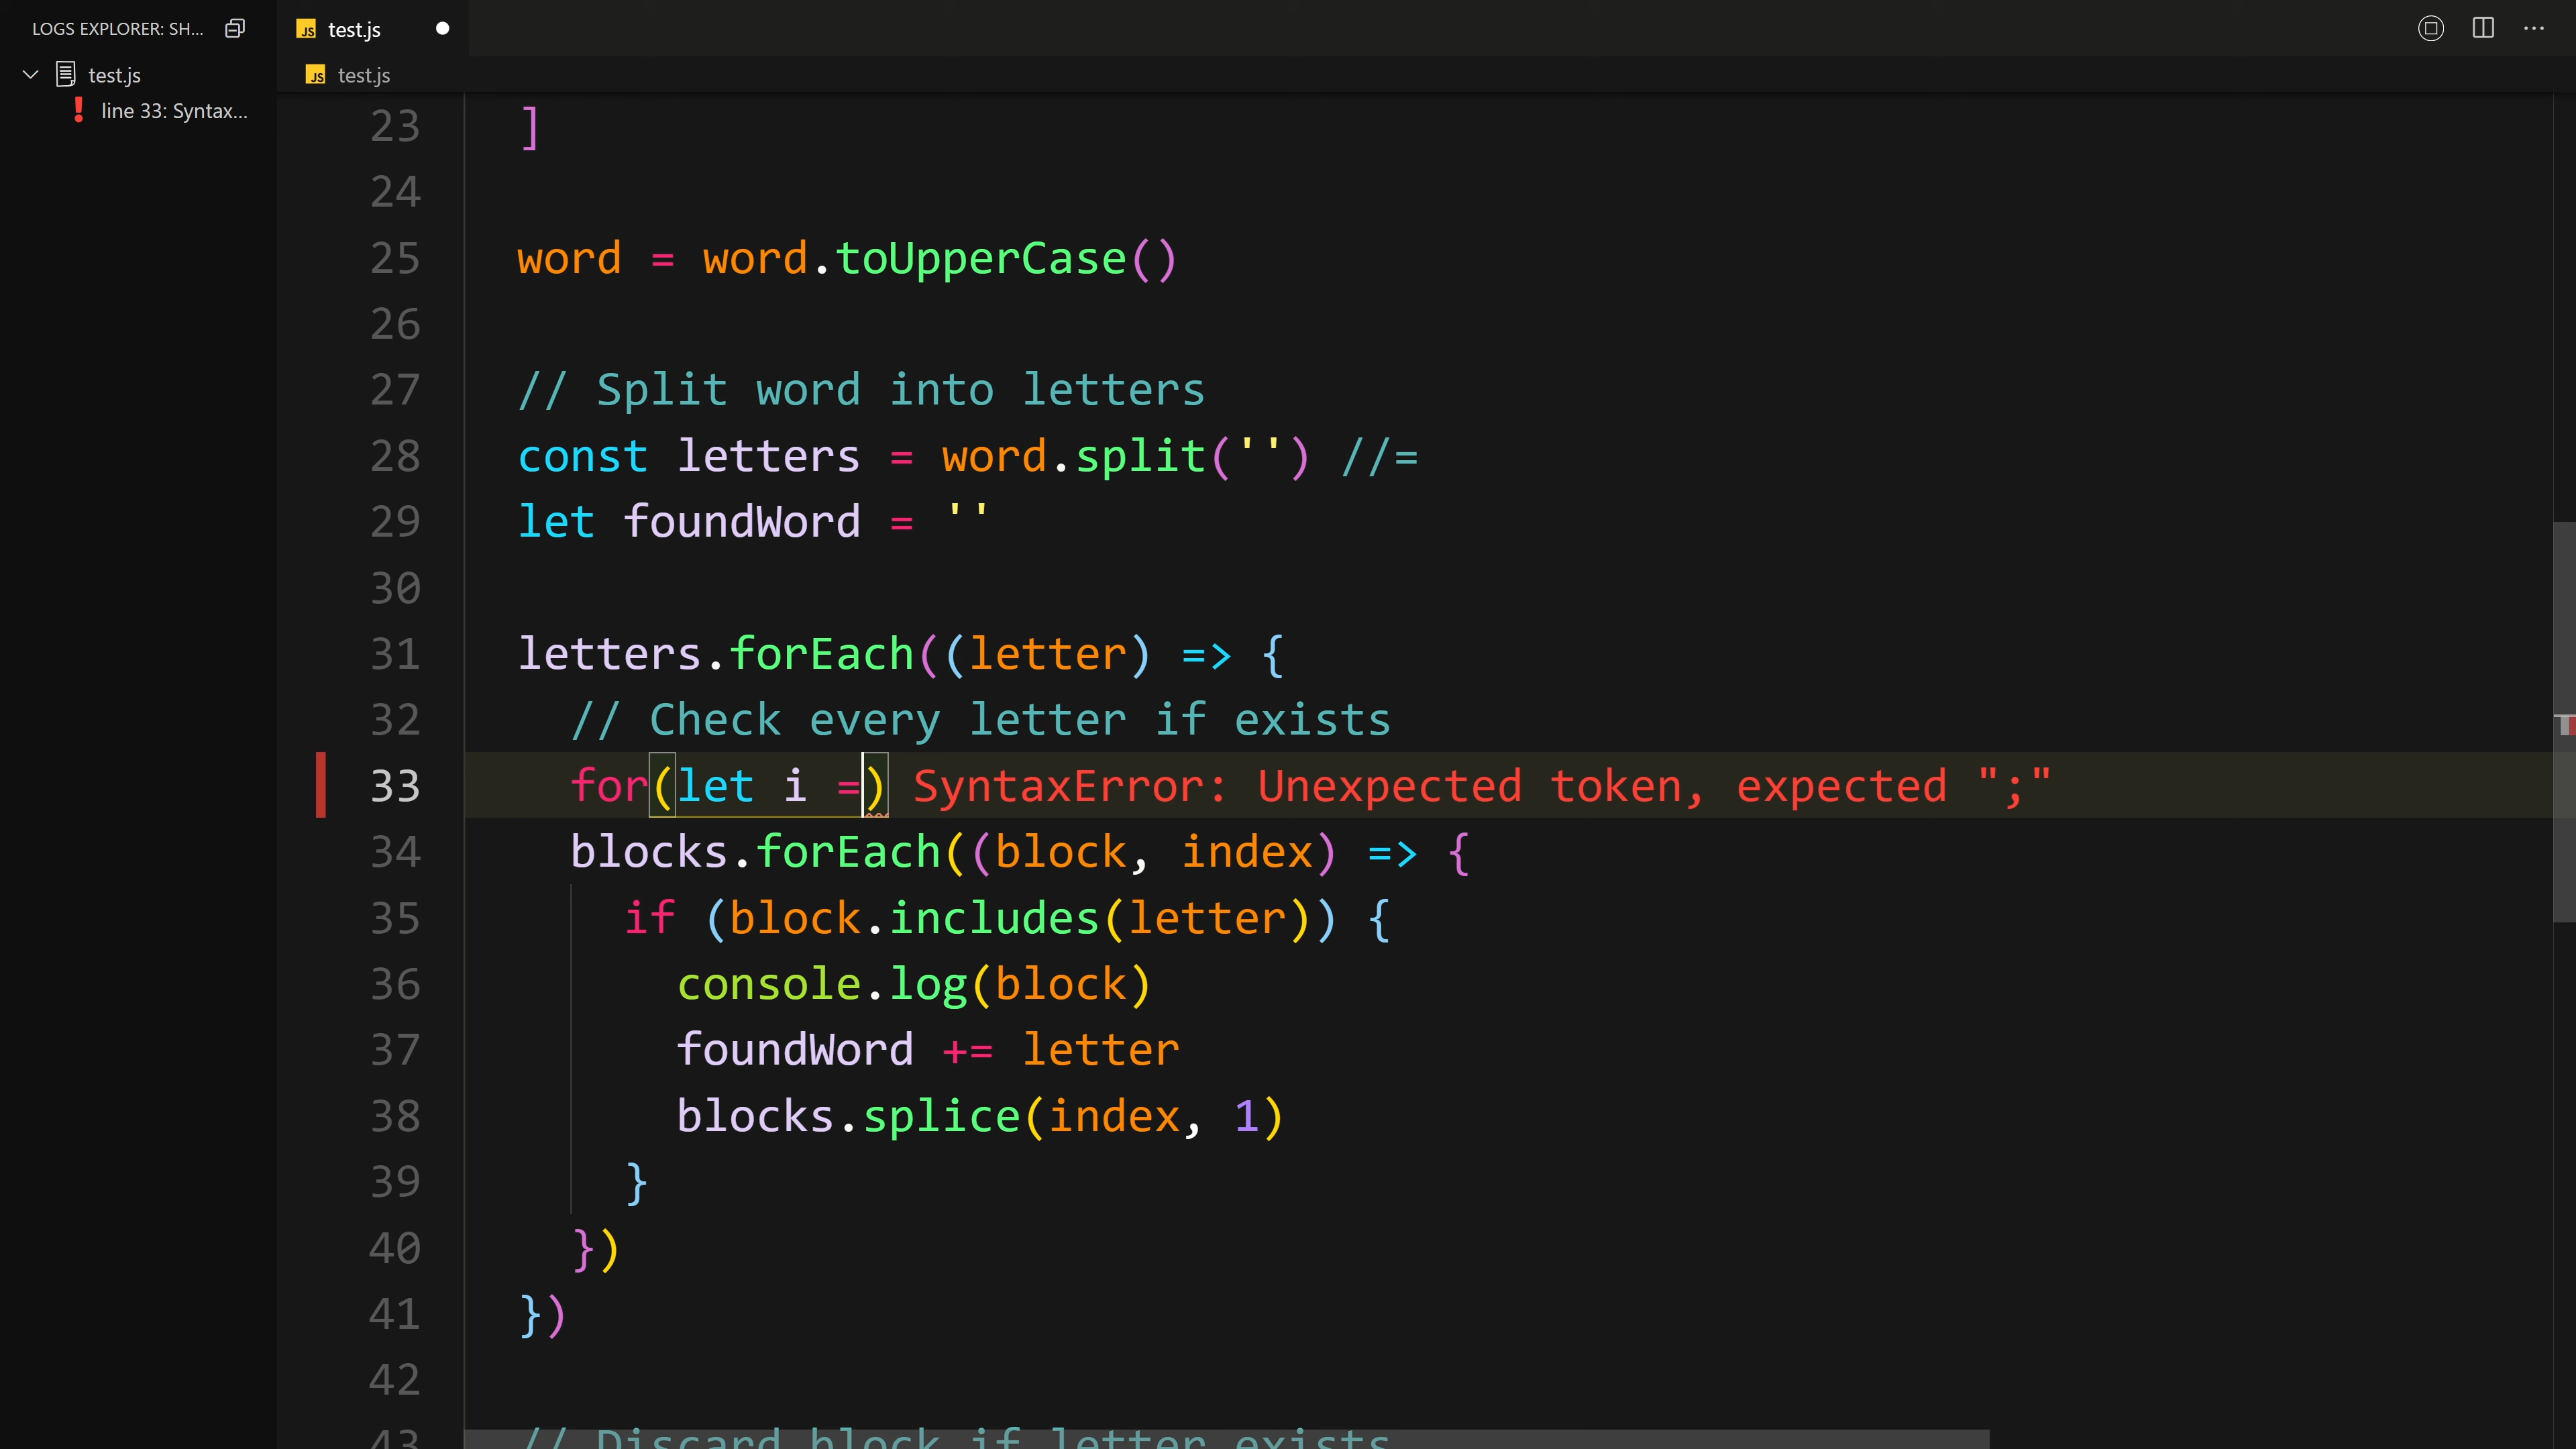 LOGS EXPLORER: SH...
test.js
line 33: Syntax...
test.js
test.js
23 ]
24
25 word = word.toUpperCase()
26
27 // Split word into letters
28 const letters = word.split('') //=
29 let foundWord = ''
30
31 letters.forEach((letter) => {
32 // Check every letter if exists
33 for(let i =) SyntaxError: Unexpected token, expected ";"
34 blocks.forEach((block, index) => {
35 if (block.includes(letter)) {
36 console.log(block)
37 foundWord += letter
38 blocks.splice(index, 1)
39 }
40 })
41 })
42
43 // Discard block if letter exists